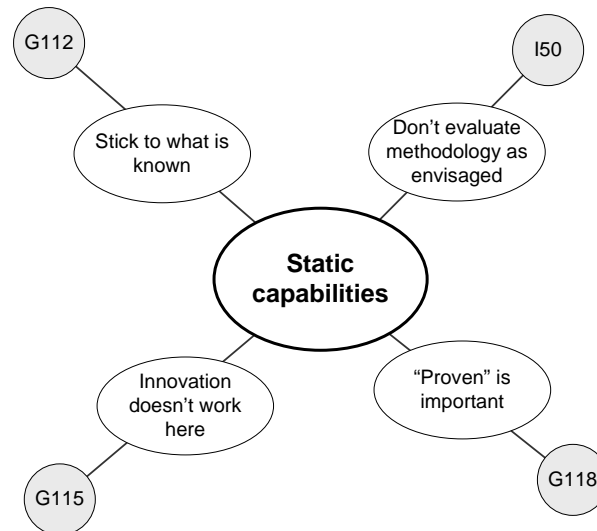 G112
I50
Stick to what is
known
Don’t evaluate
methodology as
envisaged
Static
capabilities
Innovation
doesn’t work
here
“Proven” is
important
G115
G118